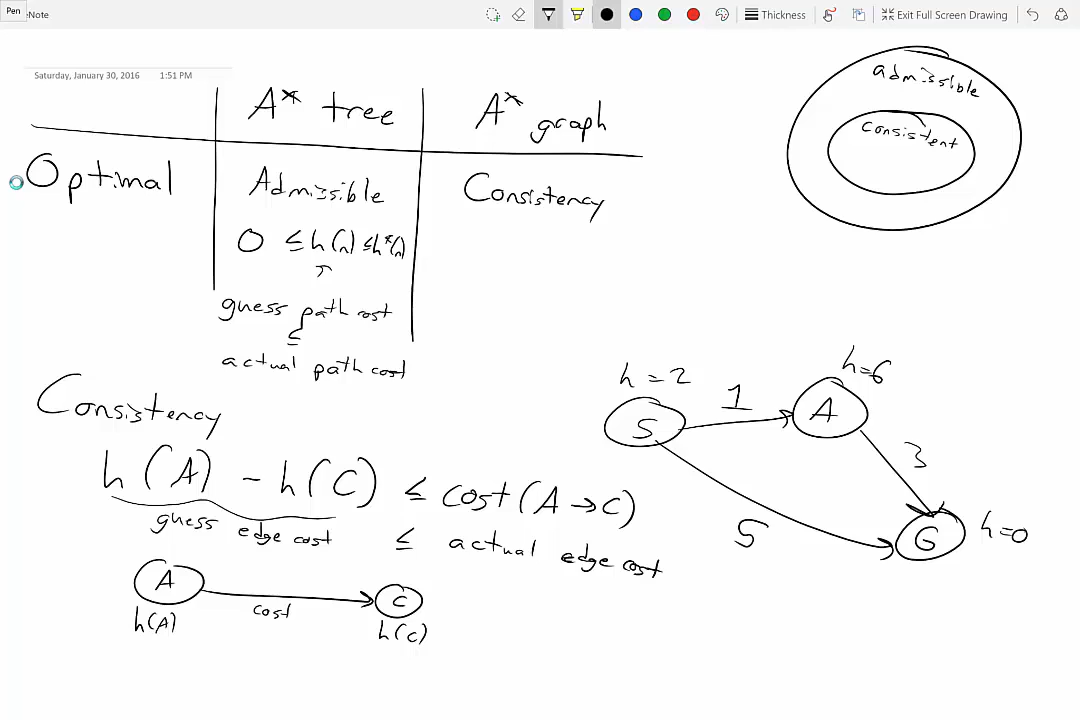 Pen
eNote
Thickness
Exit Full Screen Drawing
Saturday, January 30, 2016 1:51 PM
A* tree
A* graph
Optimal
Admissible
Consistency
0 ≤ h(n) ≤ h*(n)
guess path cost
≤
actual path cost
admissible
consistent
Consistency
h(A) - h(C) ≤ cost(A→C)
guess edge cost ≤ actual edge cost
A
cost
C
h(A)
h(C)
h=2
h=6
S
1
A
3
5
G
h=0